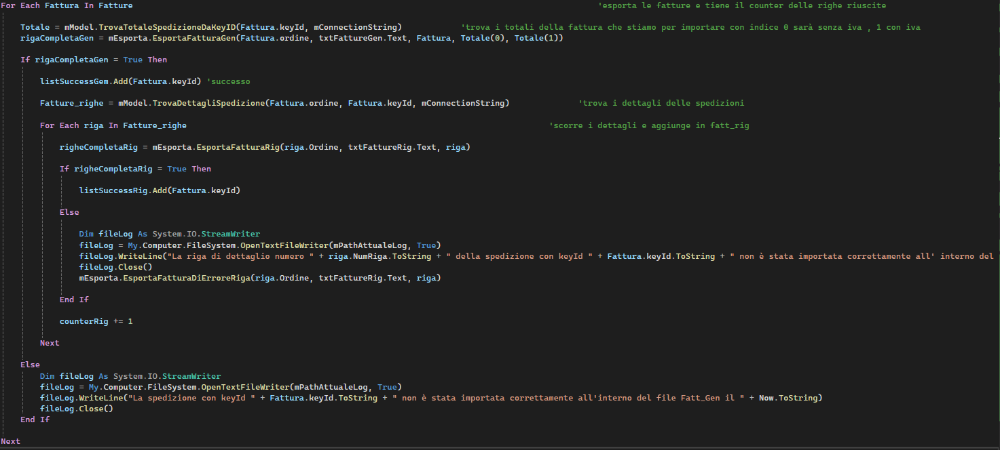 For Each Fattura In Fatture 'esporta le fatture e tiene il counter delle righe riuscite
Totale = mModel.TrovaTotaleSpedizioneDaKeyID(Fattura.keyId, mConnectionString) 'trova i totali della fattura che stiamo per importare con indice 0 sarà senza iva , 1 con iva
rigaCompletaGen = mEsporta.EsportaFatturaGen(Fattura.ordine, txtFattureGen.Text, Fattura, Totale(0), Totale(1))
If rigaCompletaGen = True Then
listSuccessGem.Add(Fattura.keyId) 'successo
Fatture_righe = mModel.TrovaDettagliSpedizione(Fattura.ordine, Fattura.keyId, mConnectionString) 'trova i dettagli delle spedizioni
For Each riga In Fatture_righe 'scorre i dettagli e aggiunge in fatt_rig
righeCompletaRig = mEsporta.EsportaFatturaRig(riga.Ordine, txtFattureRig.Text, riga)
If righeCompletaRig = True Then
listSuccessRig.Add(Fattura.keyId)
Else
Dim fileLog As System.IO.StreamWriter
fileLog = My.Computer.FileSystem.OpenTextFileWriter(mPathAttualeLog, True)
fileLog.WriteLine("La riga di dettaglio numero " + riga.NumRiga.ToString + " della spedizione con keyId " + Fattura.keyId.ToString + " non è stata importata correttamente all' interno del
fileLog.Close()
mEsporta.EsportaFatturaDiErroreRiga(riga.Ordine, txtFattureRig.Text, riga)
End If
counterRig += 1
Next
Else
Dim fileLog As System.IO.StreamWriter
fileLog = My.Computer.FileSystem.OpenTextFileWriter(mPathAttualeLog, True)
fileLog.WriteLine("La spedizione con keyId " + Fattura.keyId.ToString + " non è stata importata correttamente all'interno del file Fatt_Gen il " + Now.ToString)
fileLog.Close()
End If
Next